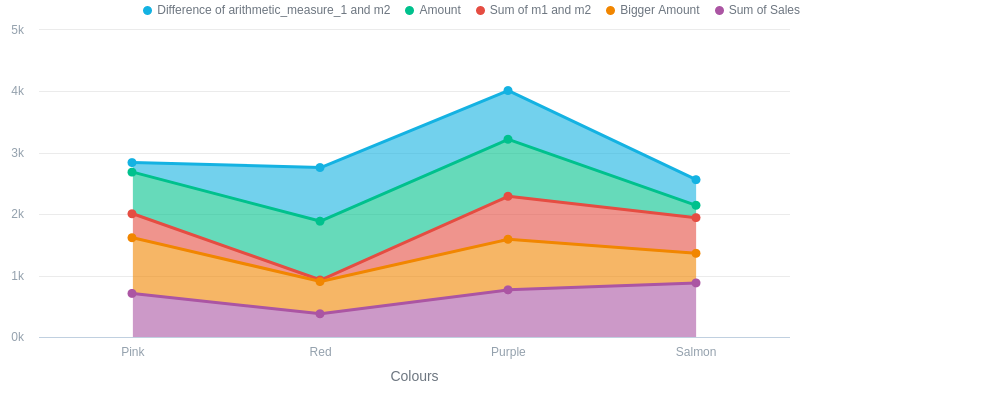 Difference of arithmetic_measure_1 and m2 Amount Sum of m1 and m2 Bigger Amount Sum of Sales
5k
4k
3k
2k
1k
0k
Pink Red Purple Salmon
Colours